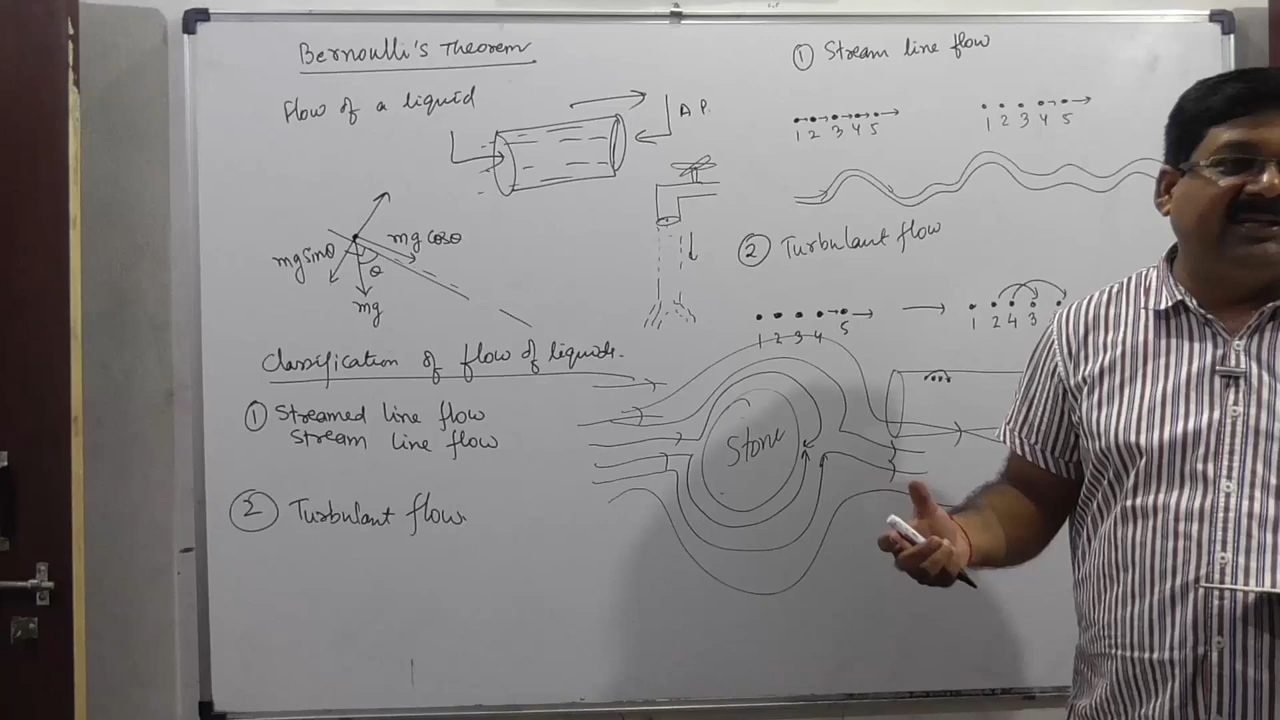 Bernoulli's Theorem
Flow of a liquid
A P.
mg sinθ
mg cosθ
θ
mg
Classification of flow of liquids.
① Streamed line flow
Stream line flow
② Turbulant flow.
① Stream line flow
1 2 3 4 5
1 2 3 4 5
② Turbulant flow
1 2 3 4 5
1 2 4 3
Stone